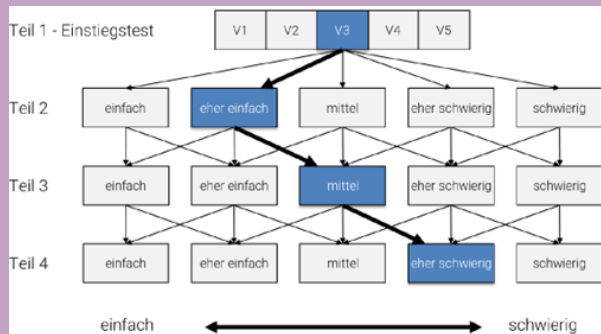 Teil 1 - Einstiegstest V1 V2 V3 V4 V5
Teil 2 einfach eher einfach mittel eher schwierig schwierig
Teil 3 einfach eher einfach mittel eher schwierig schwierig
Teil 4 einfach eher einfach mittel eher schwierig schwierig
einfach schwierig